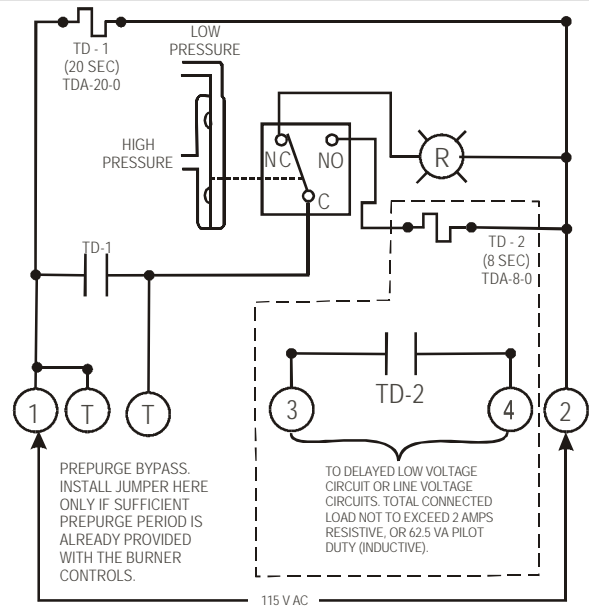 TD - 1
(20 SEC)
TDA-20-0
LOW
PRESSURE
HIGH
PRESSURE
NC
NO
C
R
TD-1
TD - 2
(8 SEC)
TDA-8-0
TD-2
1
T
T
3
4
2
PREPURGE BYPASS.
INSTALL JUMPER HERE
ONLY IF SUFFICIENT
PREPURGE PERIOD IS
ALREADY PROVIDED
WITH THE BURNER
CONTROLS.
TO DELAYED LOW VOLTAGE
CIRCUIT OR LINE VOLTAGE
CIRCUITS. TOTAL CONNECTED
LOAD NOT TO EXCEED 2 AMPS
RESISTIVE, OR 62.5 VA PILOT
DUTY (INDUCTIVE).
115 V AC